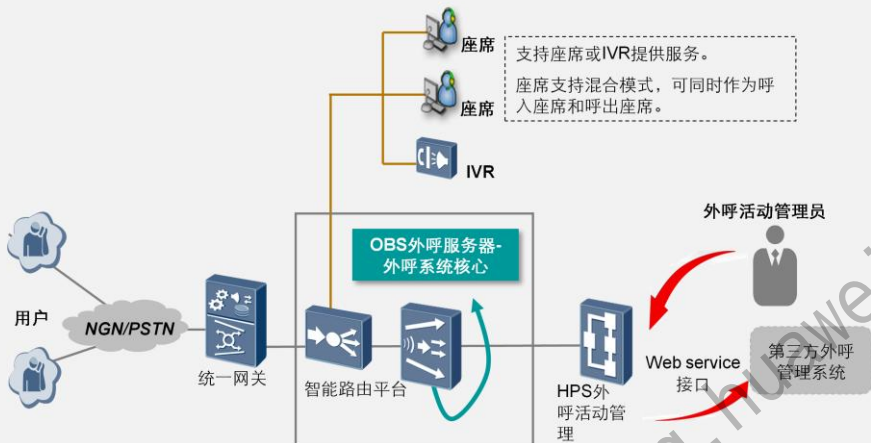 座席
支持座席或IVR提供服务。
座席支持混合模式，可同时作为呼
入座席和呼出座席。
座席
IVR
外呼活动管理员
OBS外呼服务器-
外呼系统核心
用户
NGN/PSTN
统一网关
智能路由平台
HPS外
呼活动管
理
Web service
接口
第三方外呼
管理系统
g.huawei